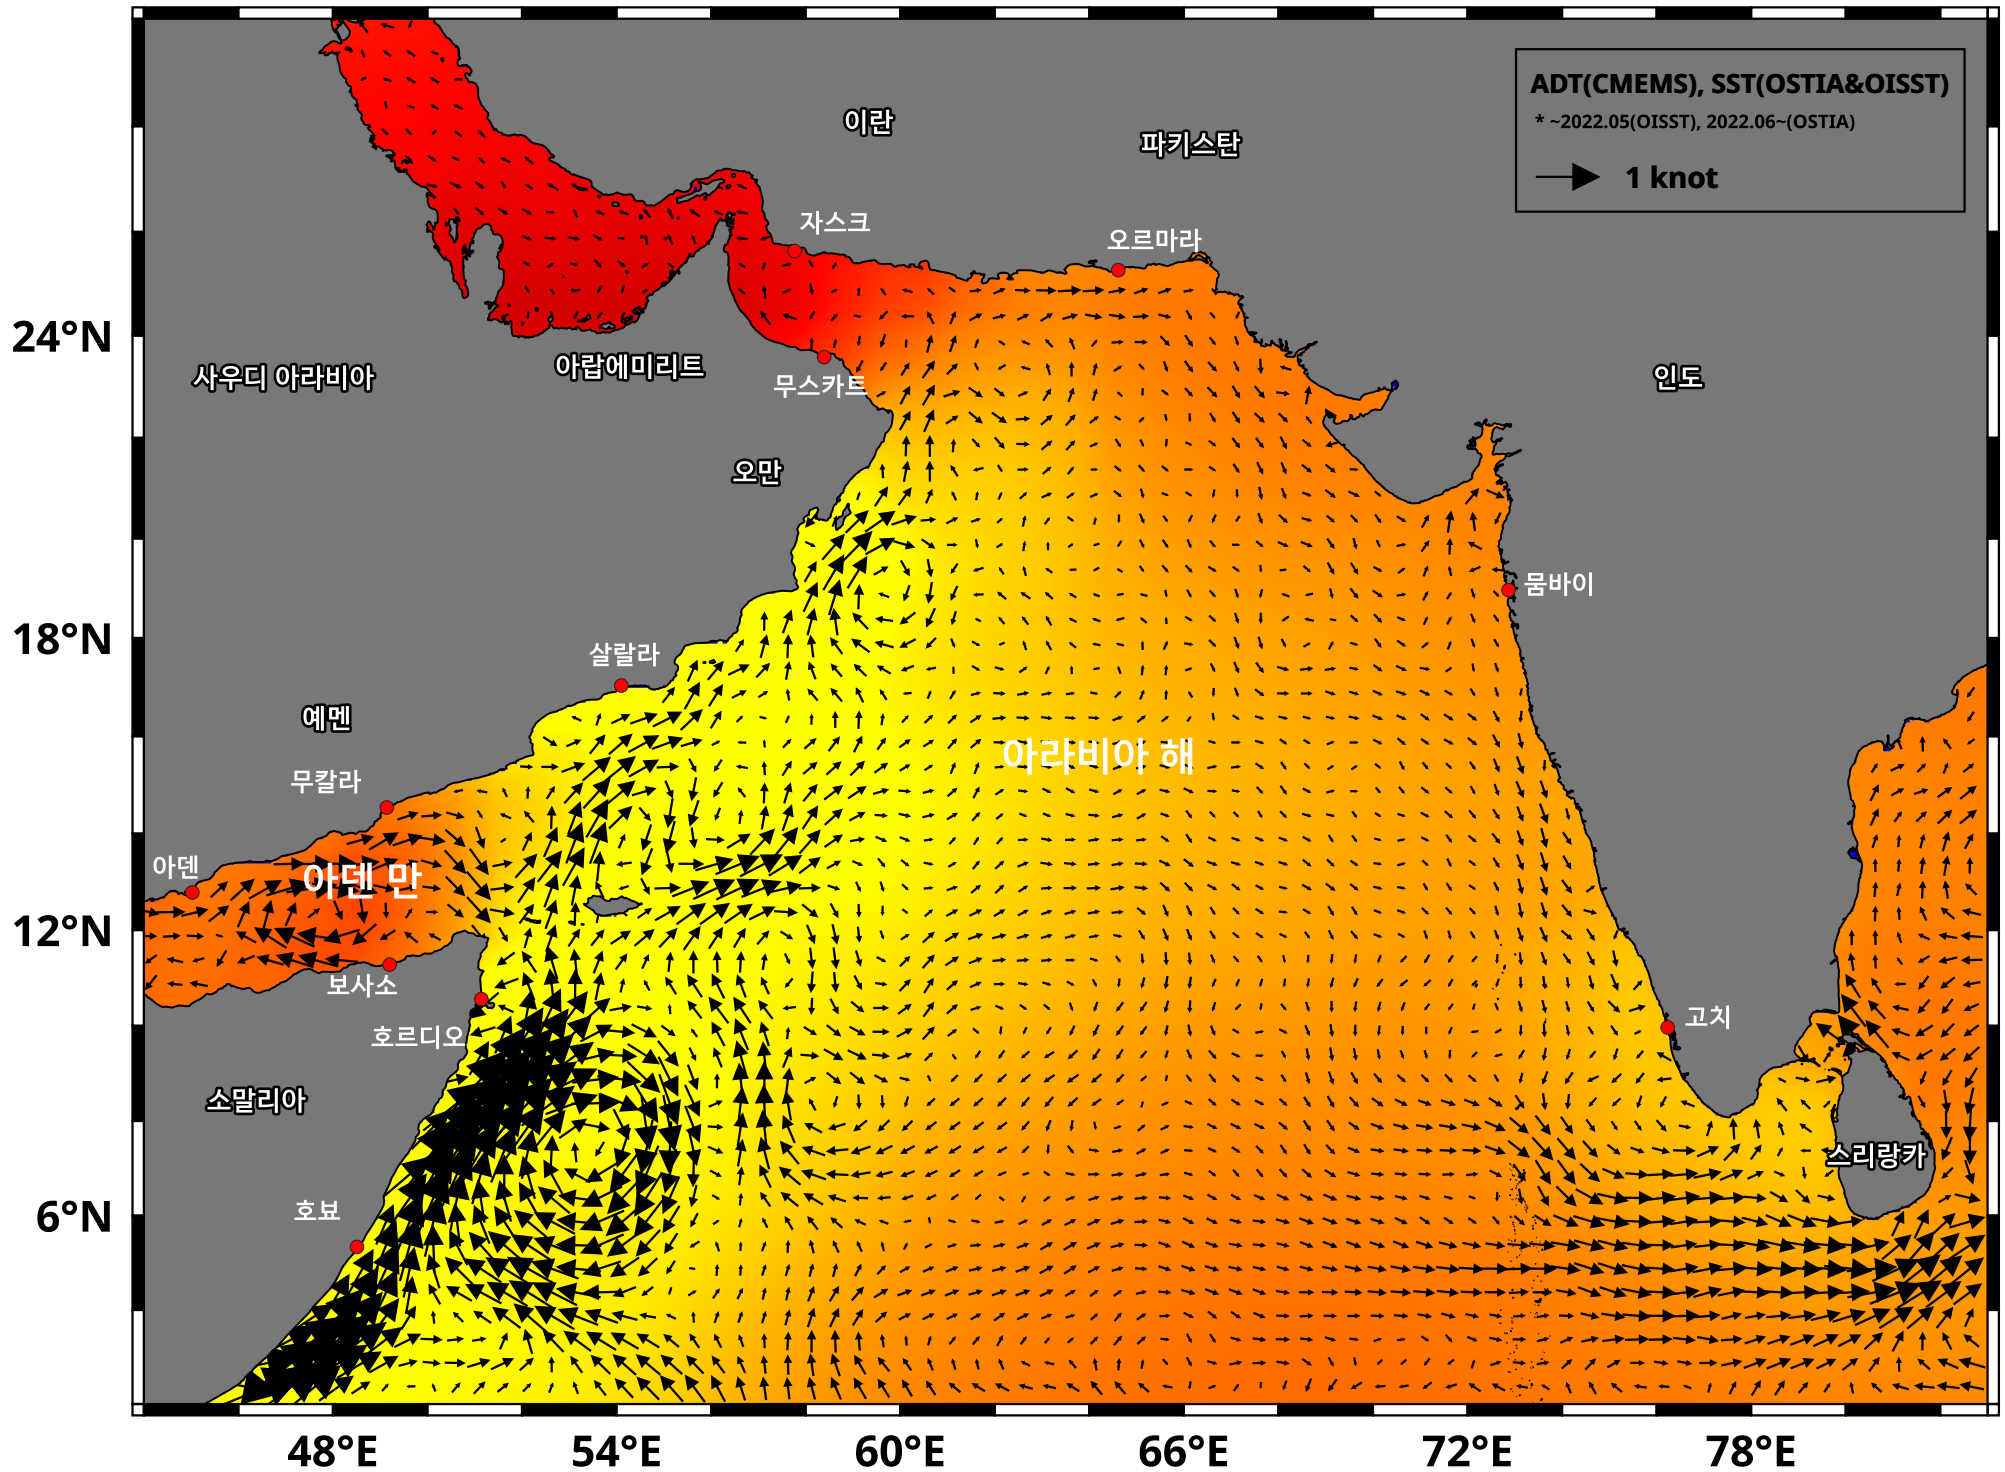 ADT(CMEMS), SST(OSTIA&OISST)
* ~2022.05(OISST), 2022.06~(OSTIA)
1 knot
이란
파키스탄
자스크
오르마라
24°N
사우디 아라비아
아랍에미리트
무스카트
인도
오만
뭄바이
18°N
살랄라
예멘
아라비아 해
무칼라
아덴
아덴 만
12°N
보사소
호르디오
고치
소말리아
스리랑카
호뵤
6°N
48°E
54°E
60°E
66°E
72°E
78°E